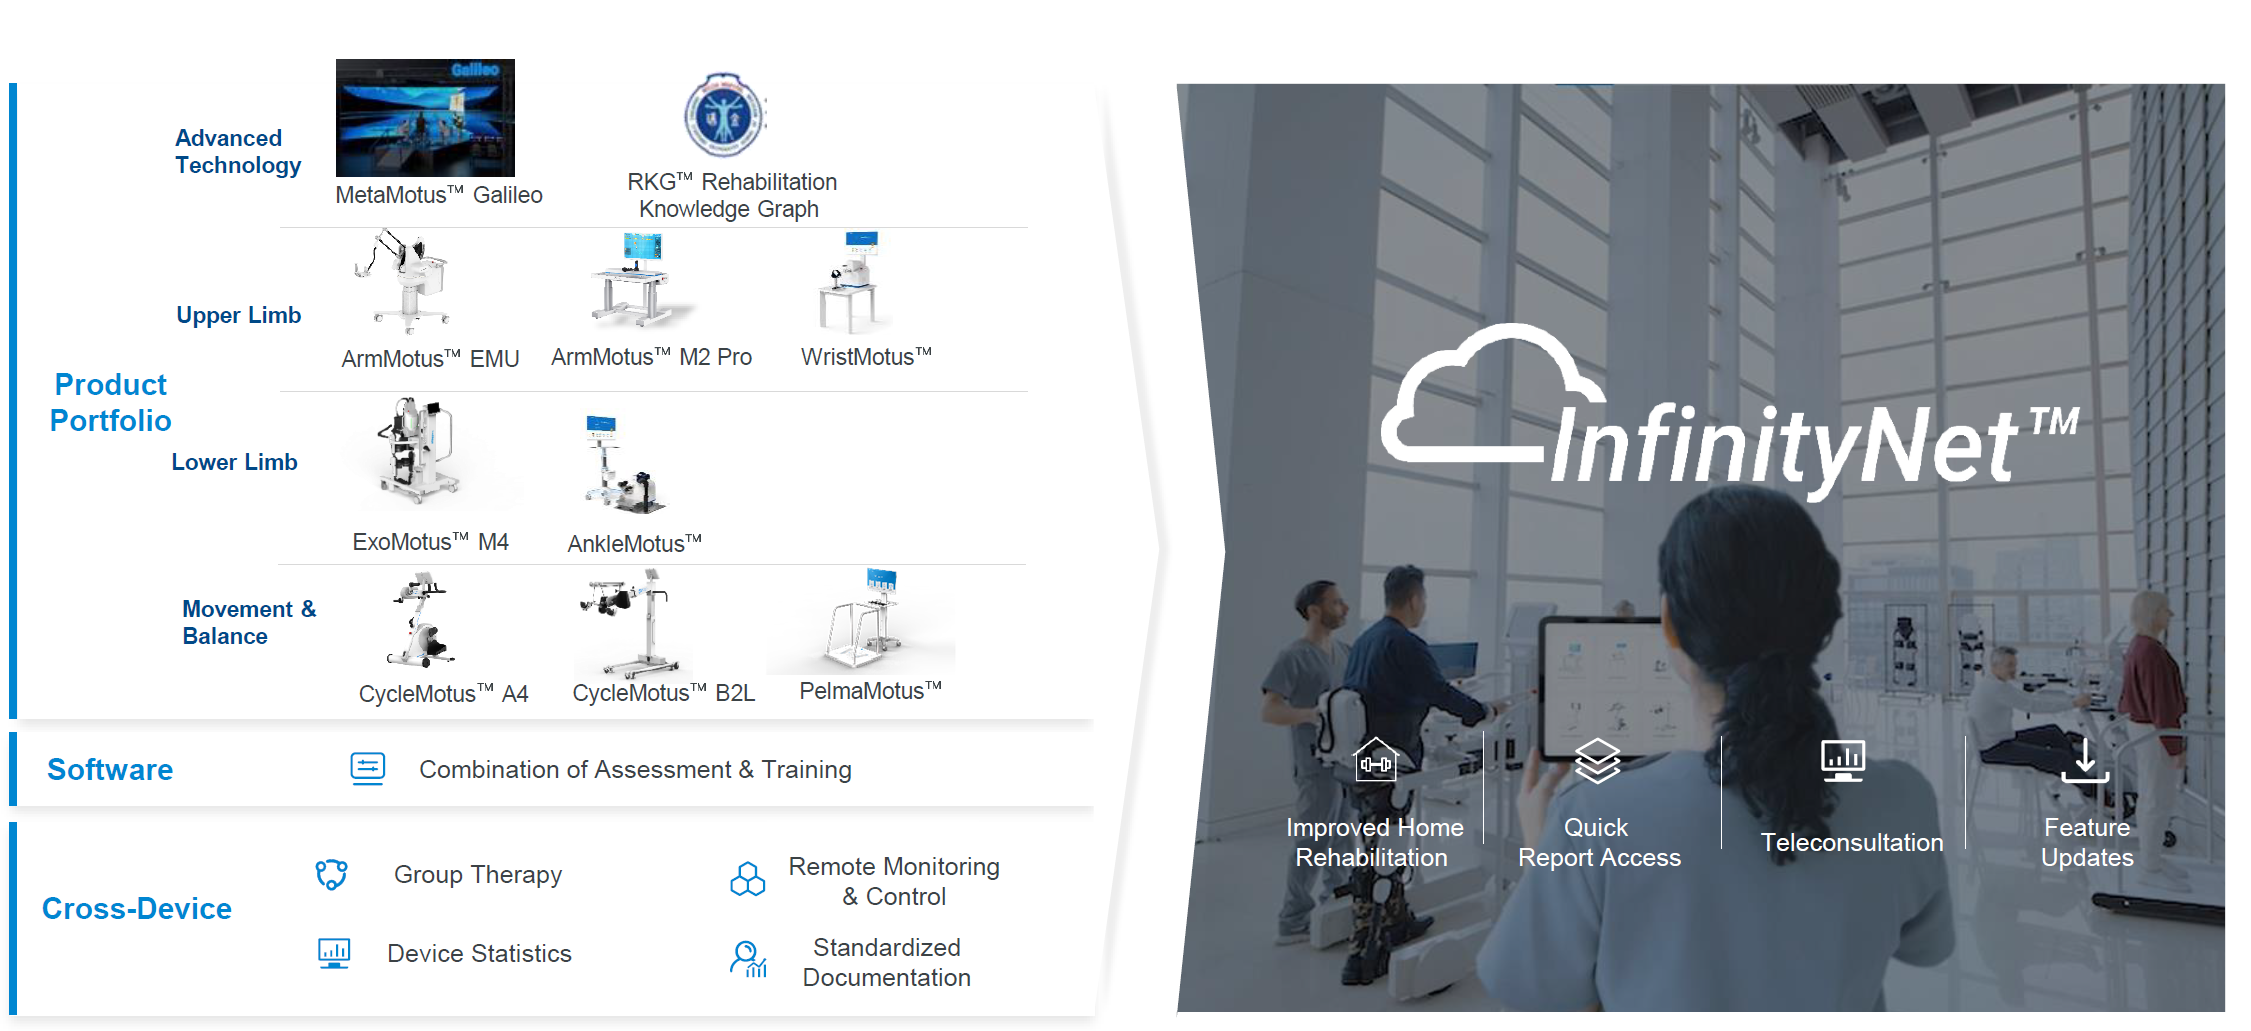 Galileo
Advanced
Technology
MetaMotus™ Galileo
RKG™ Rehabilitation
Knowledge Graph
Upper Limb
ArmMotus™ EMU
ArmMotus™ M2 Pro
WristMotus™
Product
Portfolio
Lower Limb
ExoMotus™ M4
AnkleMotus™
Movement &
Balance
CycleMotus™ A4
CycleMotus™ B2L
PelmaMotus™
Software
Combination of Assessment & Training
Cross-Device
Group Therapy
Remote Monitoring
& Control
Device Statistics
Standardized
Documentation
InfinityNet™
Improved Home
Rehabilitation
Quick
Report Access
Teleconsultation
Feature
Updates